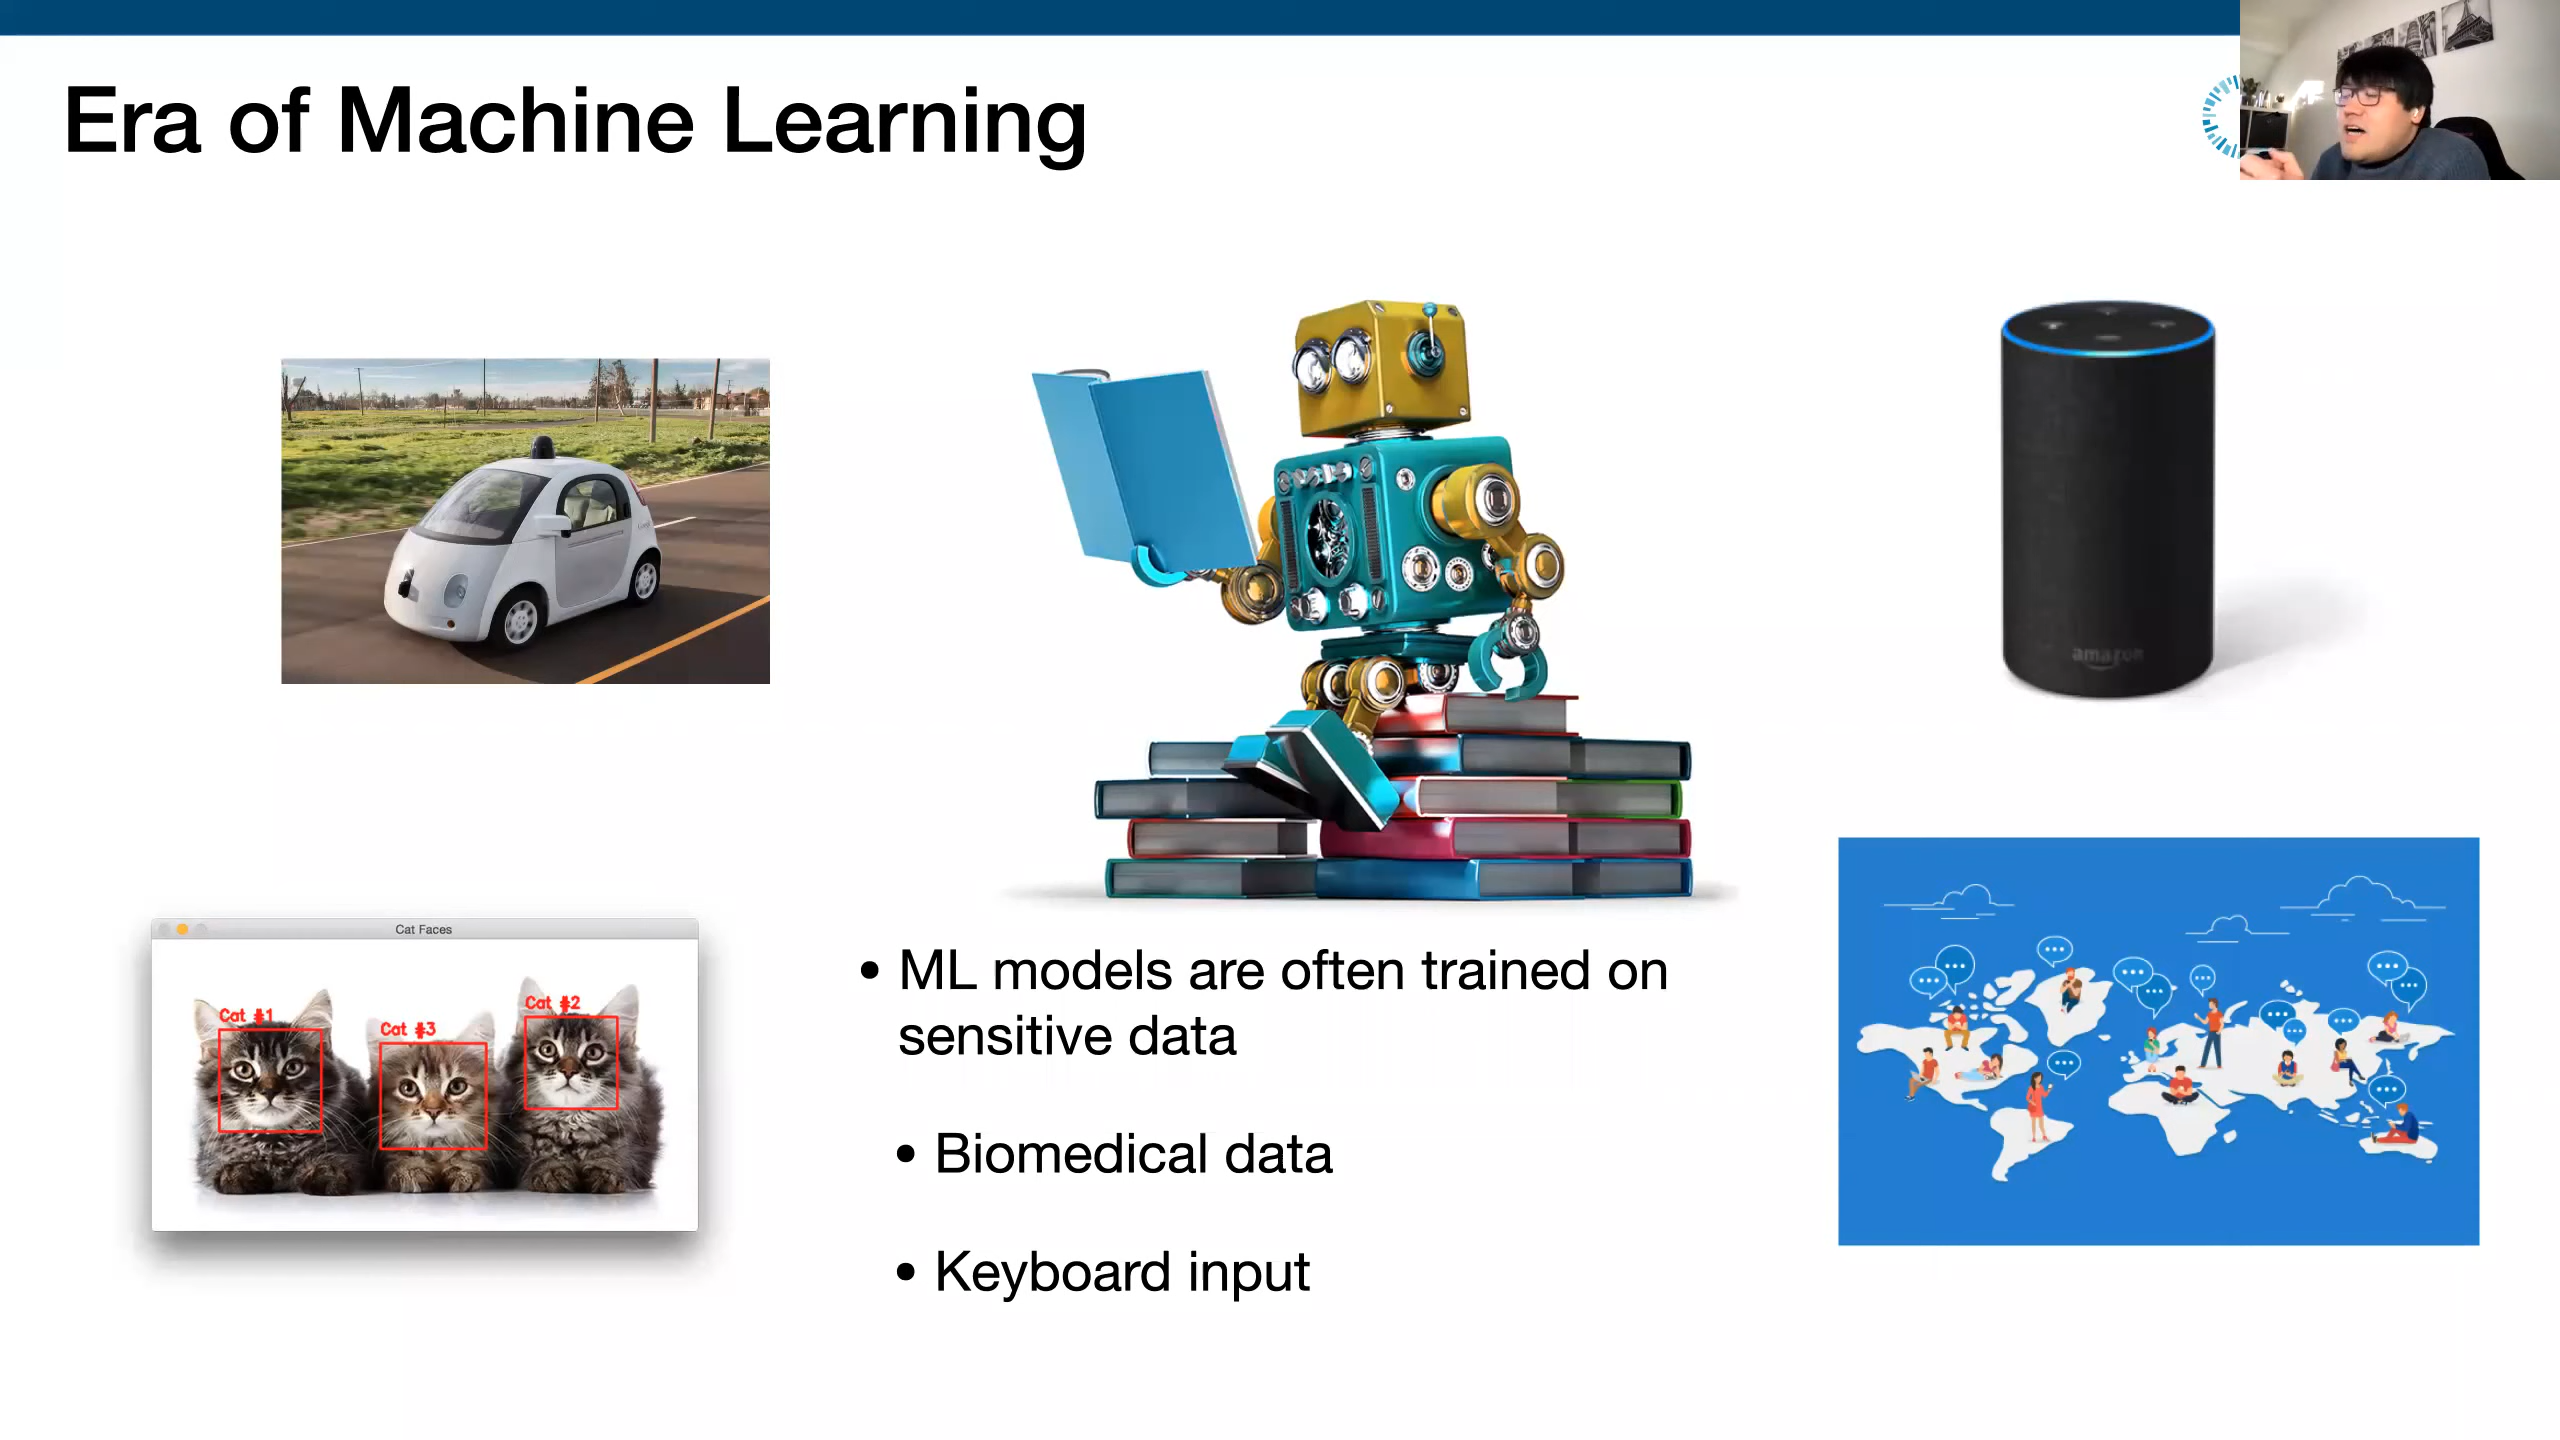 Era of Machine Learning
amazon
Cat Faces
Cat #1
Cat #3
Cat #2
• ML models are often trained on
sensitive data
• Biomedical data
• Keyboard input